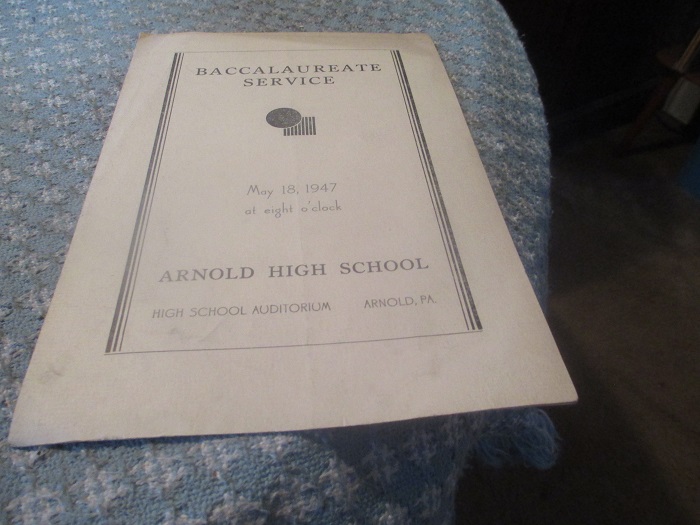 BACCALAUREATE
SERVICE
May 18, 1947
at eight o'clock
ARNOLD HIGH SCHOOL
HIGH SCHOOL AUDITORIUM ARNOLD, PA.